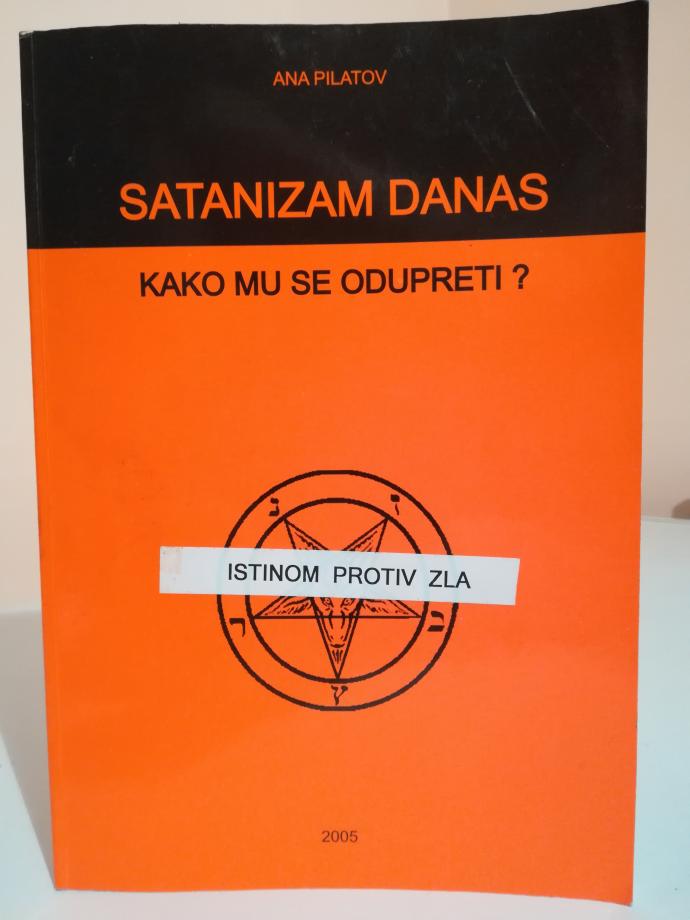 ANA PILATOV
SATANIZAM DANAS
KAKO MU SE ODUPRETI ?
ISTINOM PROTIV ZLA
2005